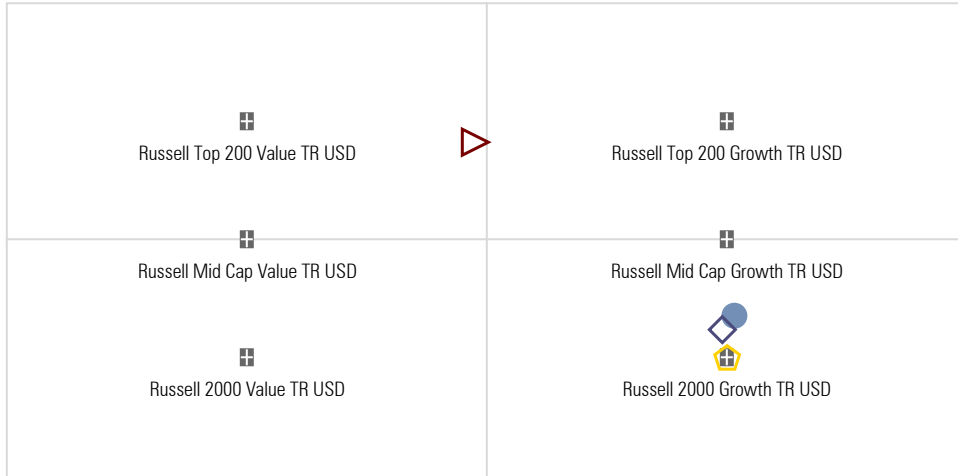 Russell Top 200 Value TR USD
Russell Top 200 Growth TR USD
Russell Mid Cap Value TR USD
Russell Mid Cap Growth TR USD
Russell 2000 Value TR USD
Russell 2000 Growth TR USD